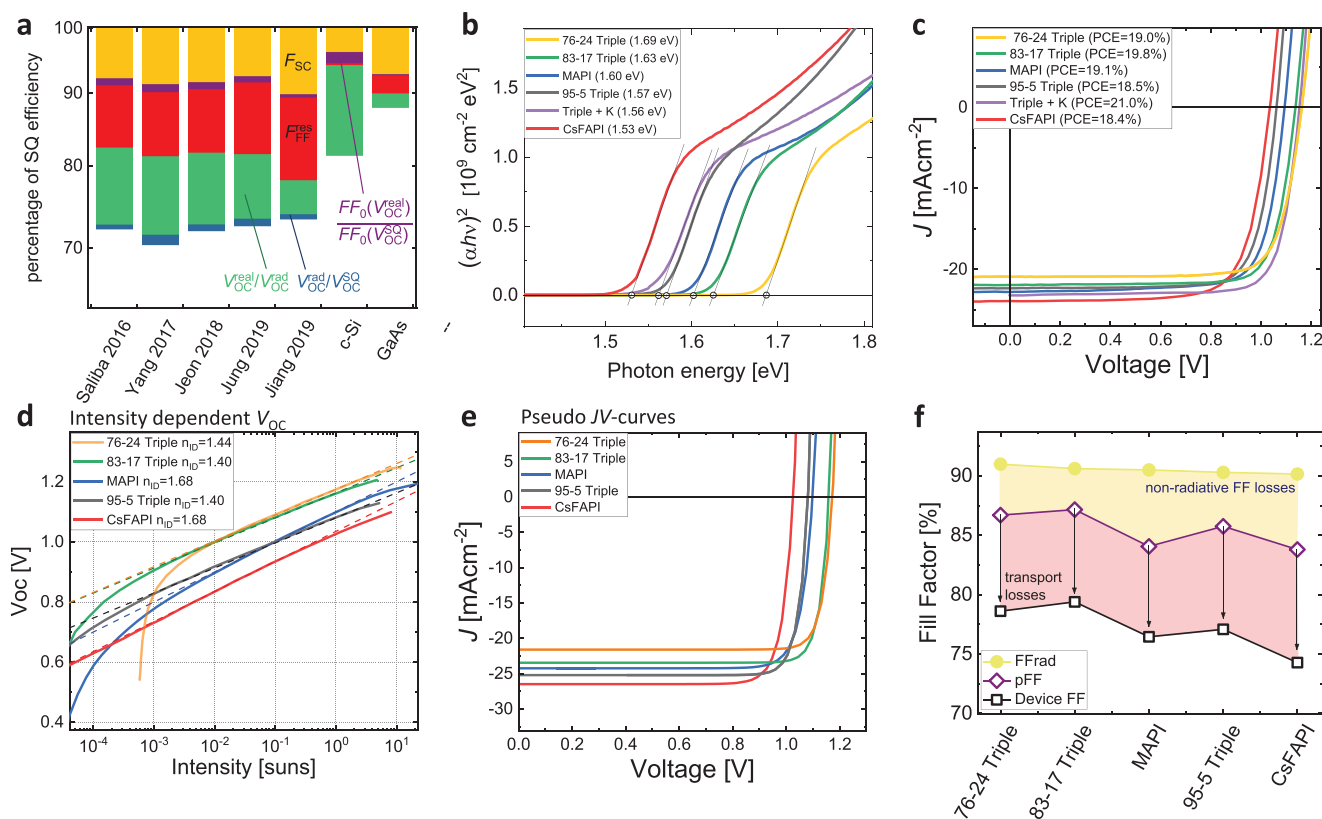 a
100
90
80
70
percentage of SQ efficiency
F_SC
F_FF^res
FF_0(V_OC^real)
FF_0(V_OC^SQ)
V_OC^real/V_OC^rad
V_OC^rad/V_OC^SQ
Saliba 2016
Yang 2017
Jeon 2018
Jung 2019
Jiang 2019
c-Si
GaAs
b
76-24 Triple (1.69 eV)
83-17 Triple (1.63 eV)
MAPI (1.60 eV)
95-5 Triple (1.57 eV)
Triple + K (1.56 eV)
CsFAPI (1.53 eV)
(αhν)² [10⁹ cm⁻² eV²]
1.5
1.0
0.5
0.0
1.5 1.6 1.7 1.8
Photon energy [eV]
c
76-24 Triple (PCE=19.0%)
83-17 Triple (PCE=19.8%)
MAPI (PCE=19.1%)
95-5 Triple (PCE=18.5%)
Triple + K (PCE=21.0%)
CsFAPI (PCE=18.4%)
J [mAcm⁻²]
0
-10
-20
0.0 0.2 0.4 0.6 0.8 1.0 1.2
Voltage [V]
d
Intensity dependent V_OC
76-24 Triple n_ID=1.44
83-17 Triple n_ID=1.40
MAPI n_ID=1.68
95-5 Triple n_ID=1.40
CsFAPI n_ID=1.68
Voc [V]
1.2
1.0
0.8
0.6
0.4
10⁻⁴ 10⁻³ 10⁻² 10⁻¹ 10⁰ 10¹
Intensity [suns]
e
Pseudo JV-curves
76-24 Triple
83-17 Triple
MAPI
95-5 Triple
CsFAPI
J [mAcm⁻²]
5
0
-5
-10
-15
-20
-25
-30
0.0 0.2 0.4 0.6 0.8 1.0 1.2
Voltage [V]
f
Fill Factor [%]
90
85
80
75
70
non-radiative FF losses
transport
losses
FFrad
pFF
Device FF
76-24 Triple
83-17 Triple
MAPI
95-5 Triple
CsFAPI